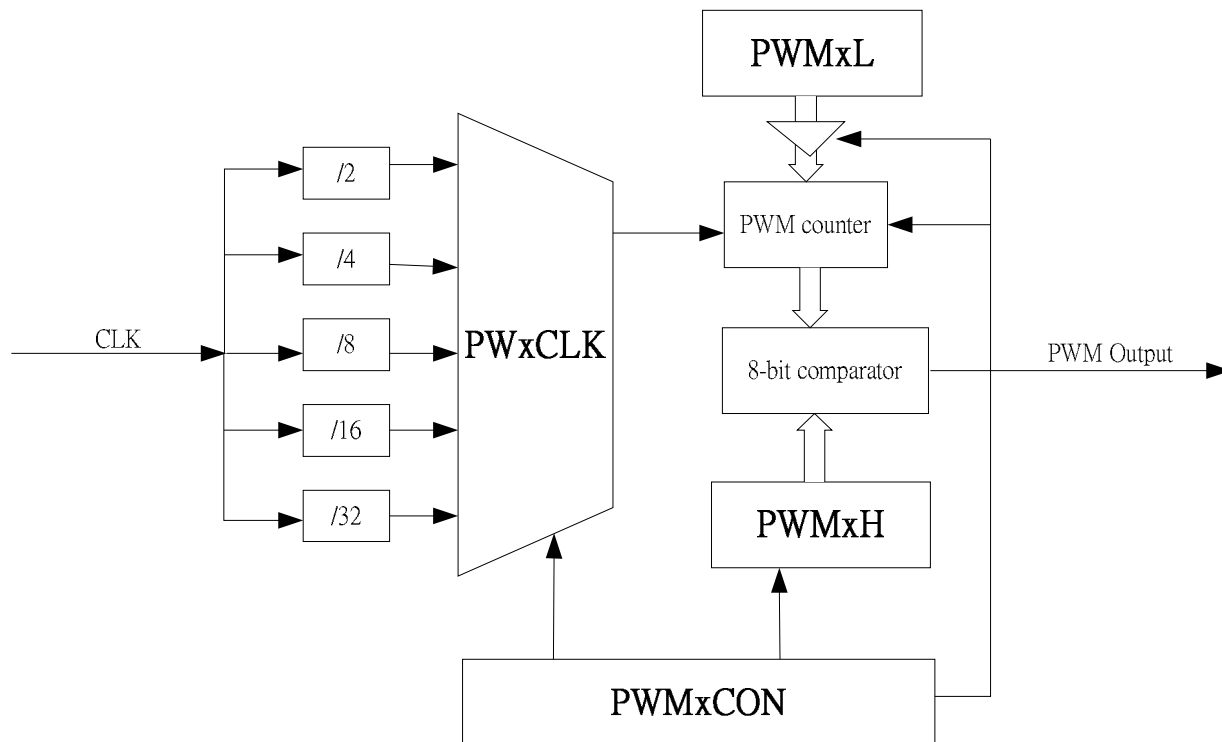 PWMxL
/2
PWM counter
/4
CLK
/8
PWxCLK
8-bit comparator
PWM Output
/16
/32
PWMxH
PWMxCON